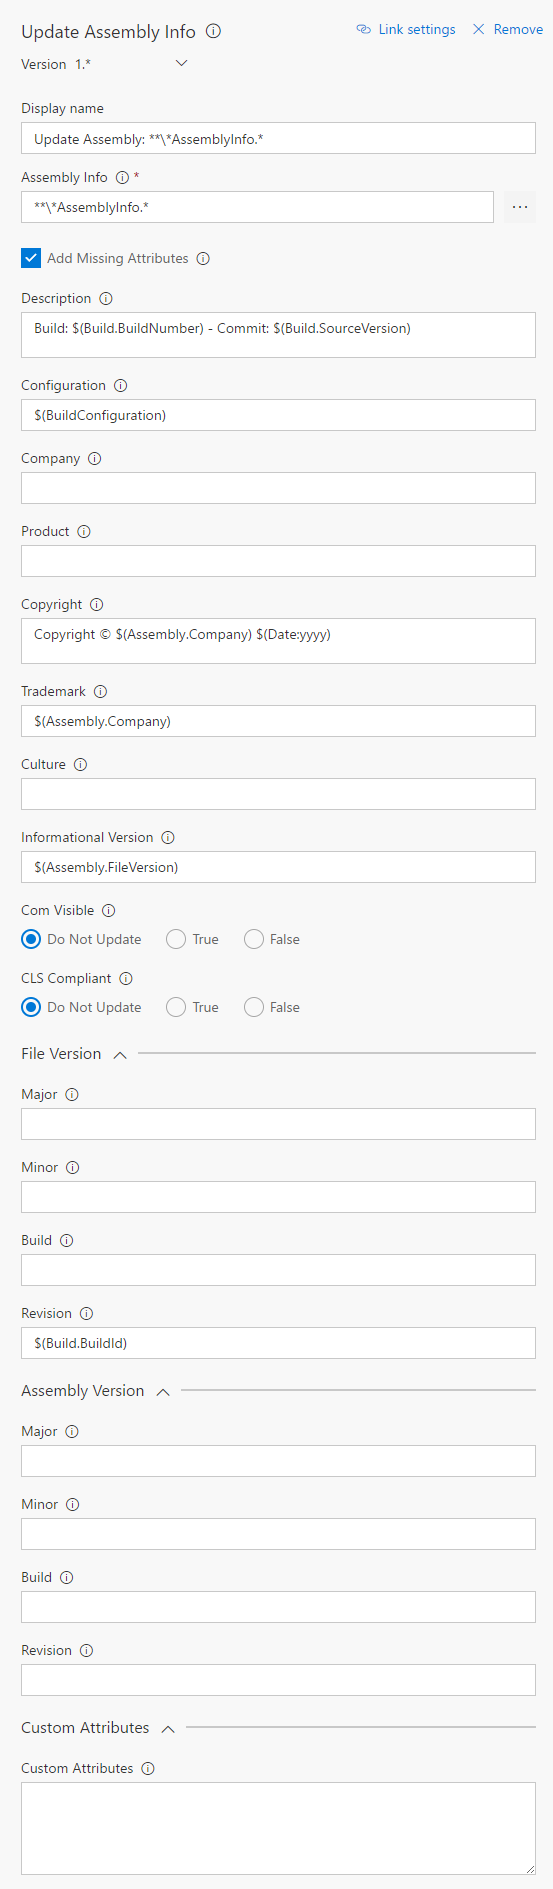 Update Assembly Info
Link settings
Remove
Version 1.*
Display name
Update Assembly: **\*AssemblyInfo.*
Assembly Info *
**\*AssemblyInfo.*
...
Add Missing Attributes
Description
Build: $(Build.BuildNumber) - Commit: $(Build.SourceVersion)
Configuration
$(BuildConfiguration)
Company
Product
Copyright
Copyright © $(Assembly.Company) $(Date:yyyy)
Trademark
$(Assembly.Company)
Culture
Informational Version
$(Assembly.FileVersion)
Com Visible
Do Not Update True False
CLS Compliant
Do Not Update True False
File Version
Major
Minor
Build
Revision
$(Build.BuildId)
Assembly Version
Major
Minor
Build
Revision
Custom Attributes
Custom Attributes